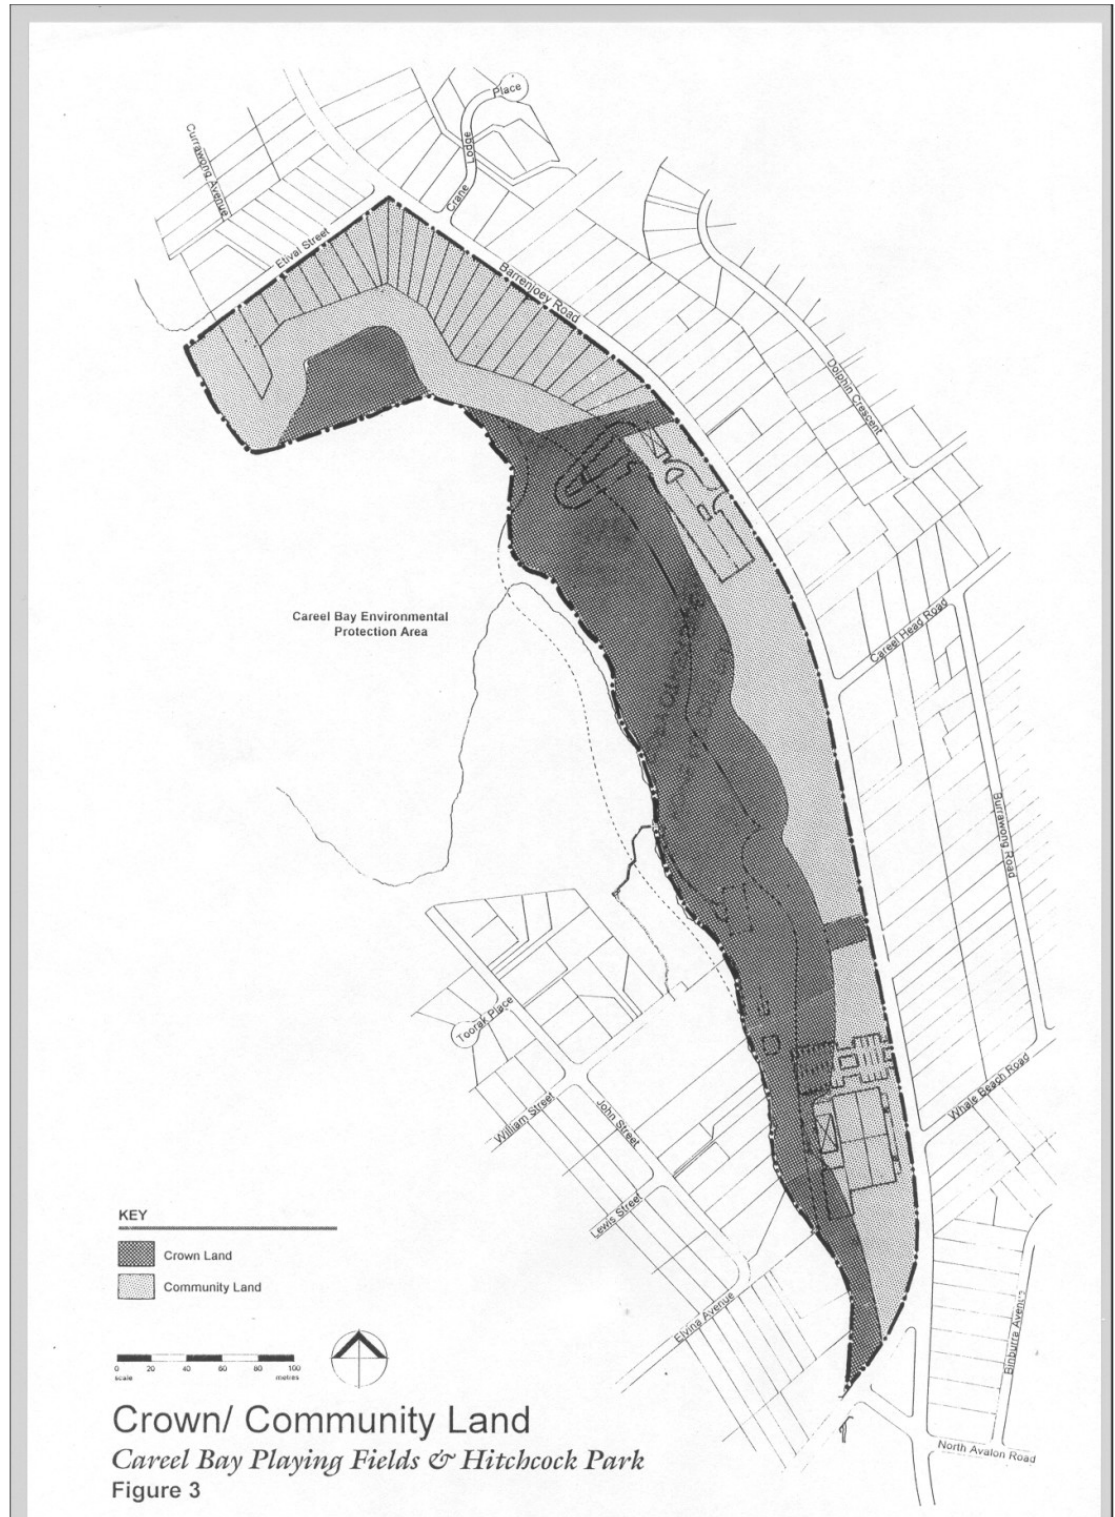 Place
Lodge
Crane
Currawong Avenue
Etival Street
Barrenjoey Road
Dolphin Crescent
Careel Bay Environmental
Protection Area
Careel Head Road
Burrawong Road
Toorak Place
William Street
John Street
Whale Beach Road
Lewis Street
Elvina Avenue
Binburra Avenue
North Avalon Road
KEY
Crown Land
Community Land
0 20 40 60 80 100
scale metres
Crown/ Community Land
Careel Bay Playing Fields & Hitchcock Park
Figure 3